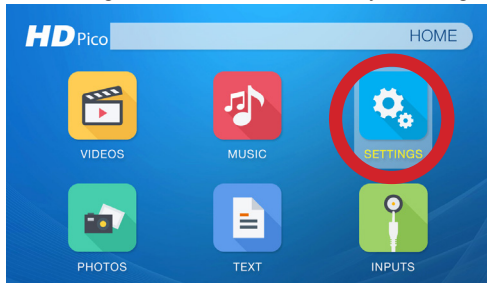 HD Pico
HOME
VIDEOS
MUSIC
SETTINGS
PHOTOS
TEXT
INPUTS